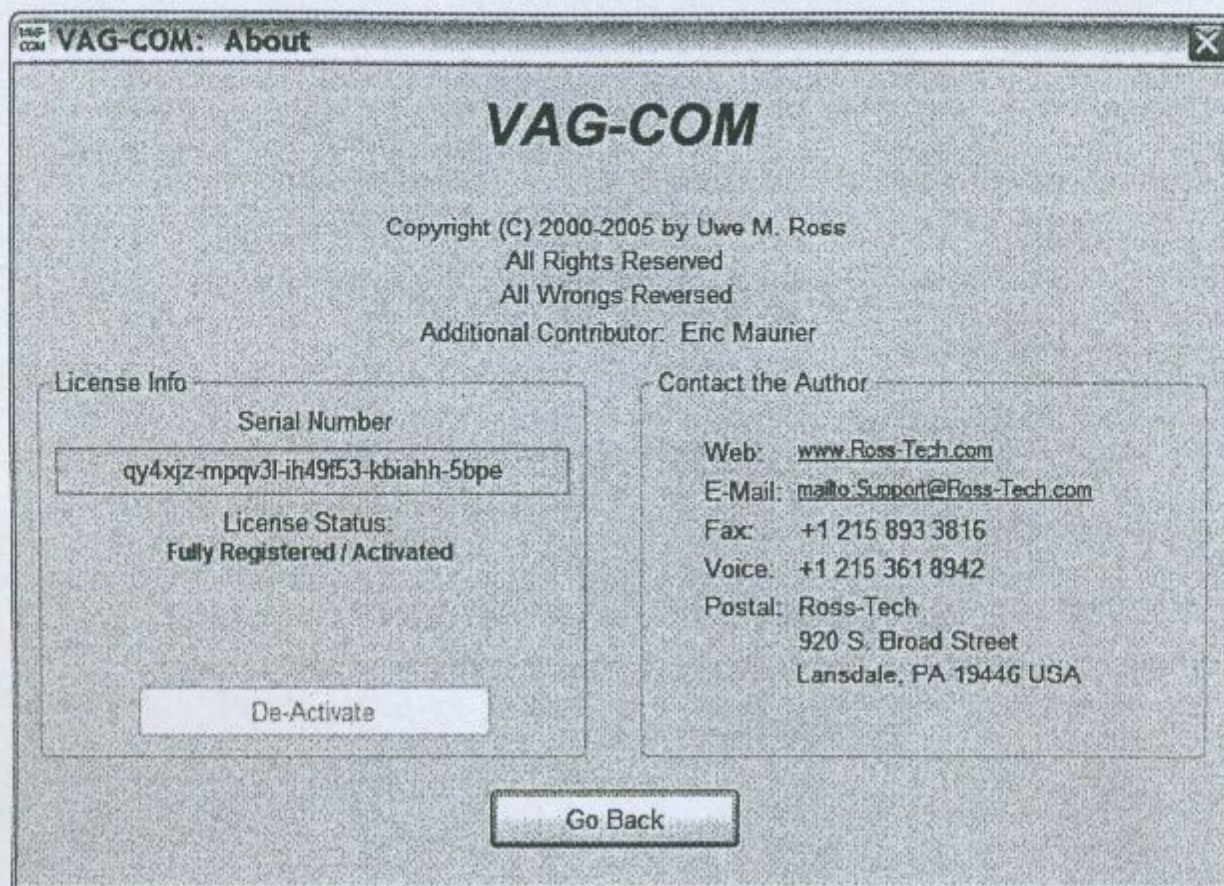 VAG-COM
VAG-COM: About
VAG-COM
Copyright (C) 2000-2005 by Uwe M. Ross
All Rights Reserved
All Wrongs Reversed
Additional Contributor: Eric Maurier
License Info
Serial Number
qy4xjz-mpqv3l-ih49f53-kbiahh-5bpe
License Status:
Fully Registered / Activated
De-Activate
Contact the Author
Web: www.Ross-Tech.com
E-Mail: mailto:Support@Ross-Tech.com
Fax: +1 215 893 3816
Voice: +1 215 361 8942
Postal: Ross-Tech
920 S. Broad Street
Lansdale, PA 19446 USA
Go Back